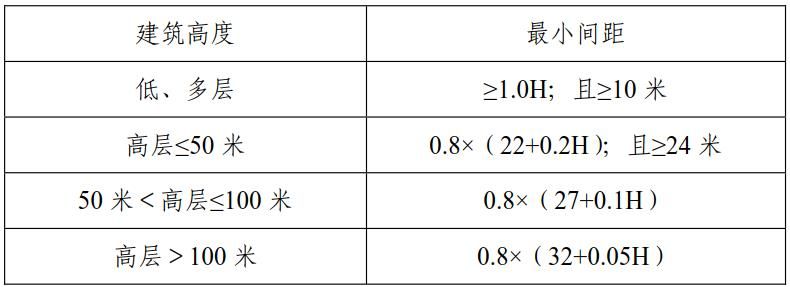 建筑高度 最小间距
低、多层 ≥1.0H；且≥10 米
高层≤50 米 0.8×（22+0.2H）；且≥24 米
50 米＜高层≤100 米 0.8×（27+0.1H）
高层＞100 米 0.8×（32+0.05H）